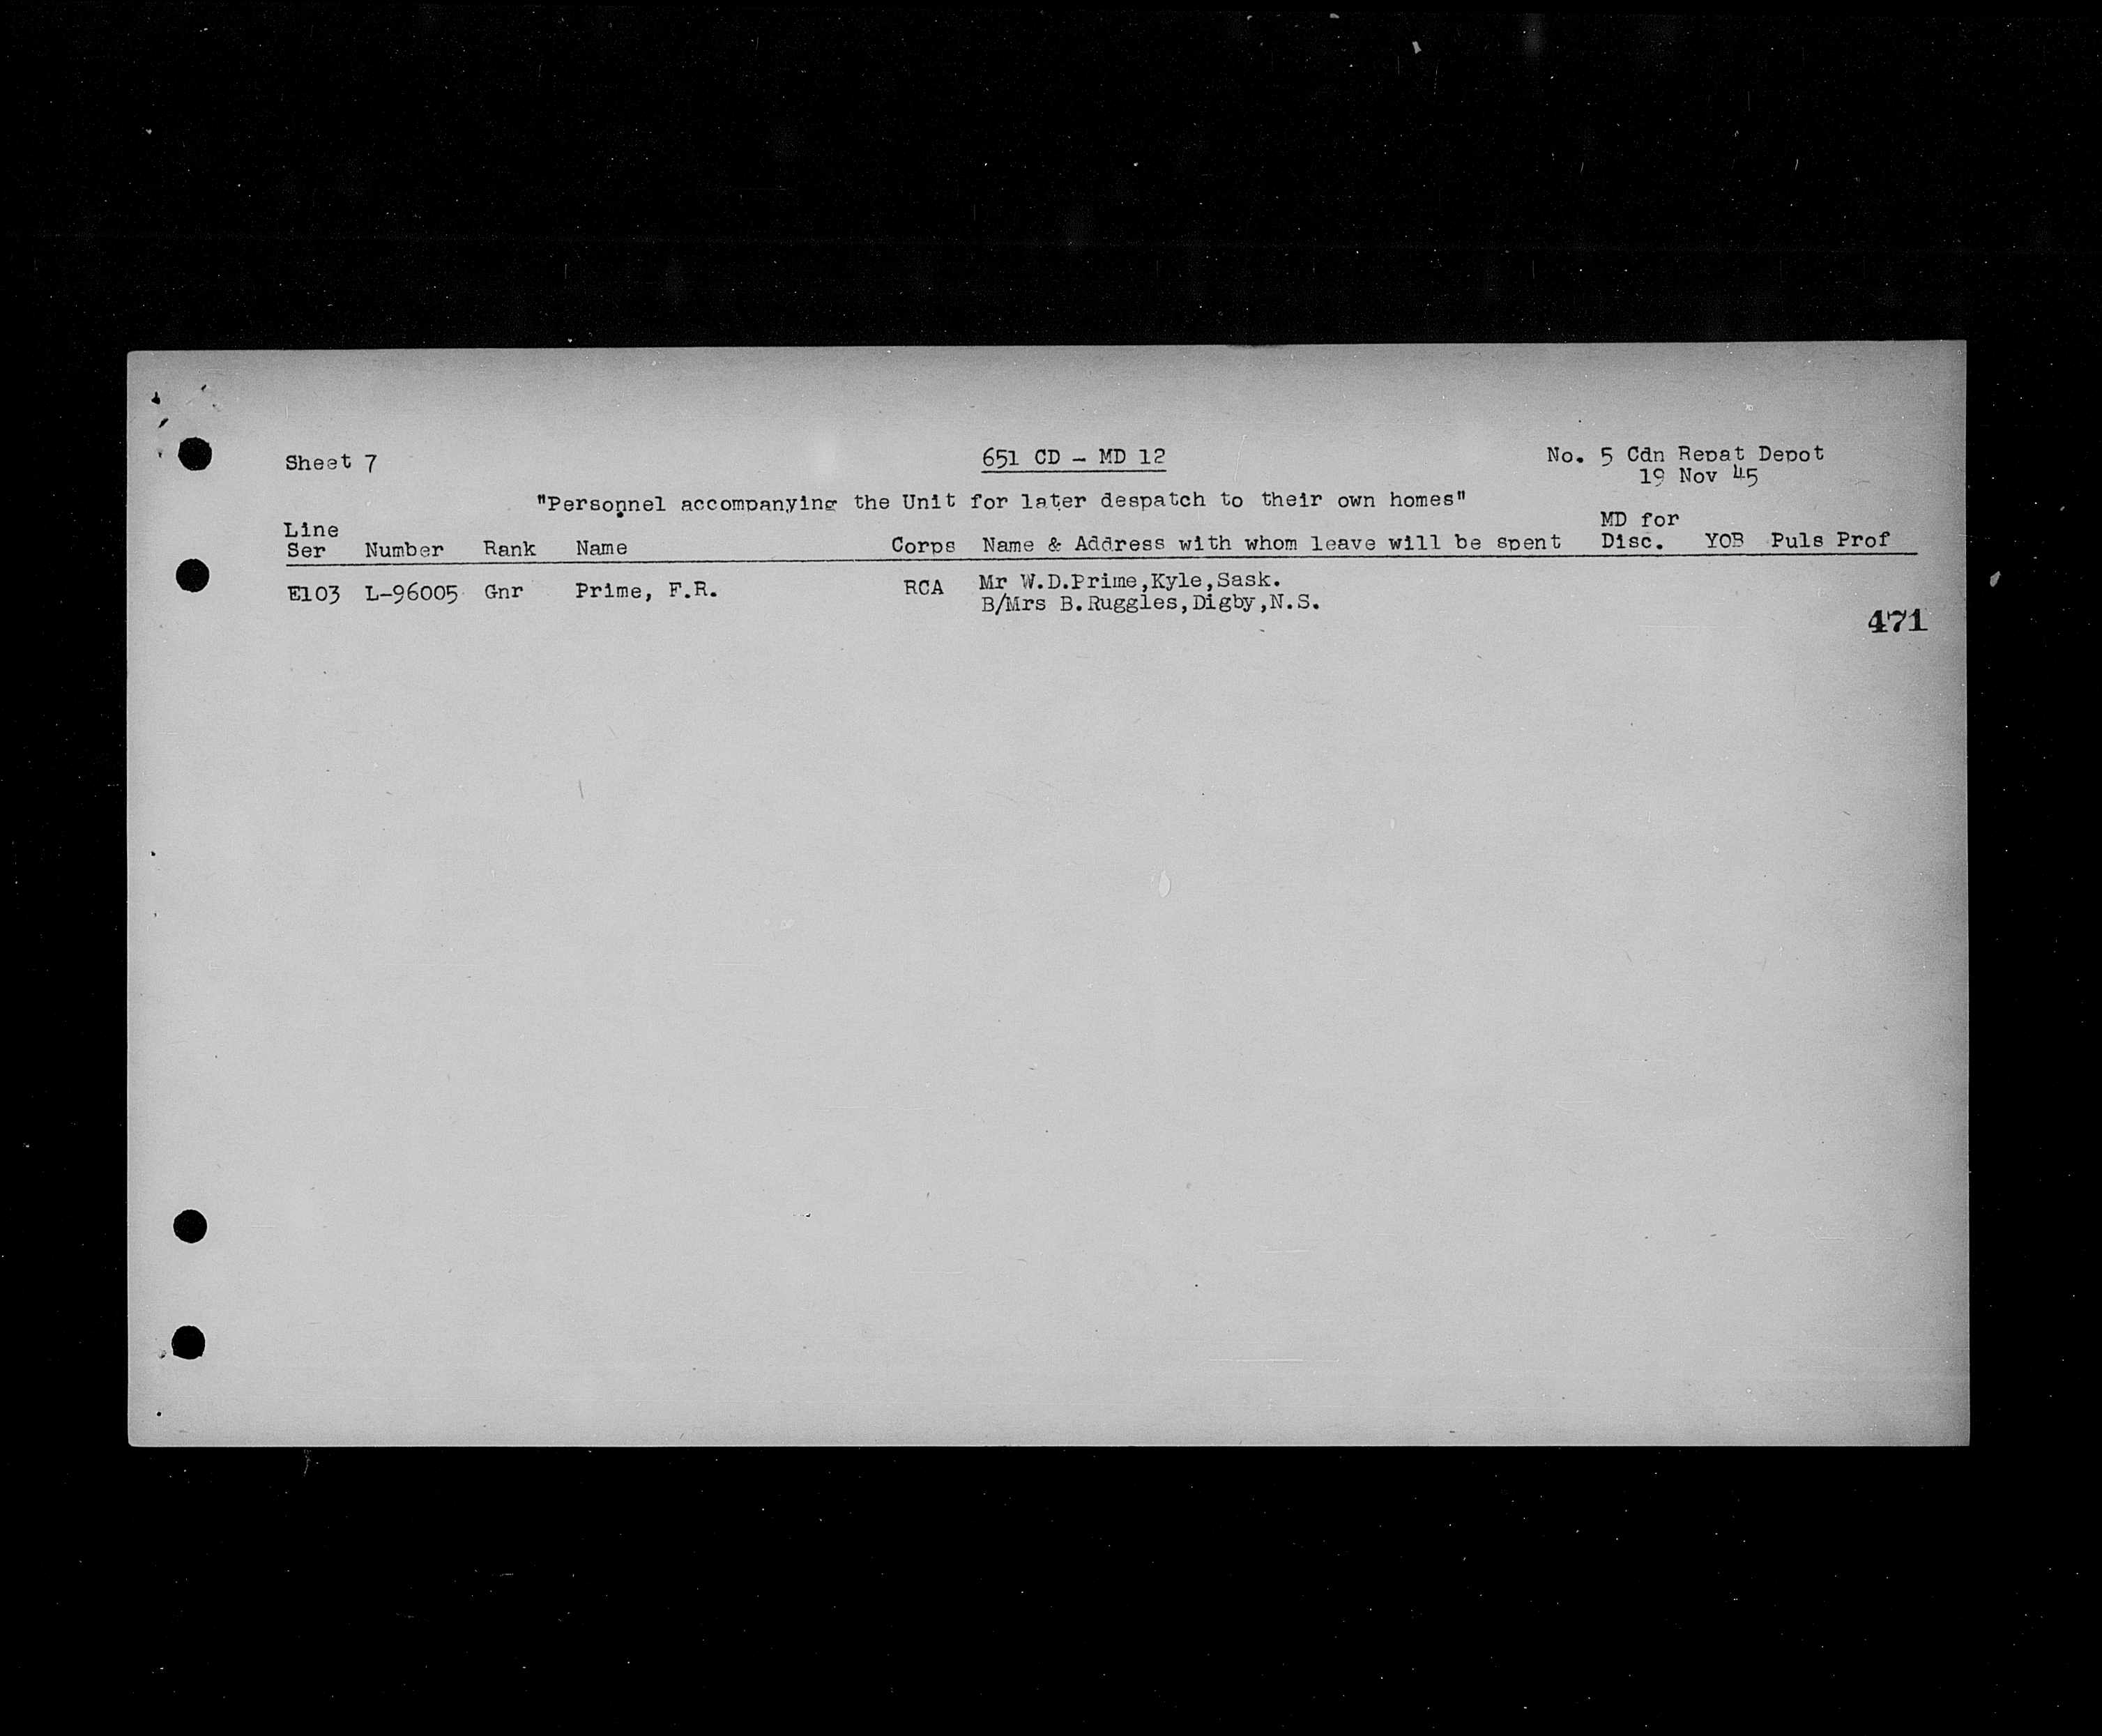 Sheet 7 651 CD - MD 12 No. 5 Cdn Repat Depot
19 Nov 45
"Personnel accompanying the Unit for later despatch to their own homes"
Line MD for
Ser Number Rank Name Corps Name & Address with whom leave will be spent Disc. YOB Puls Prof
E103 L-96005 Gnr Prime, F.R. RCA Mr W.D.Prime,Kyle,Sask.
B/Mrs B.Ruggles,Digby,N.S.
471